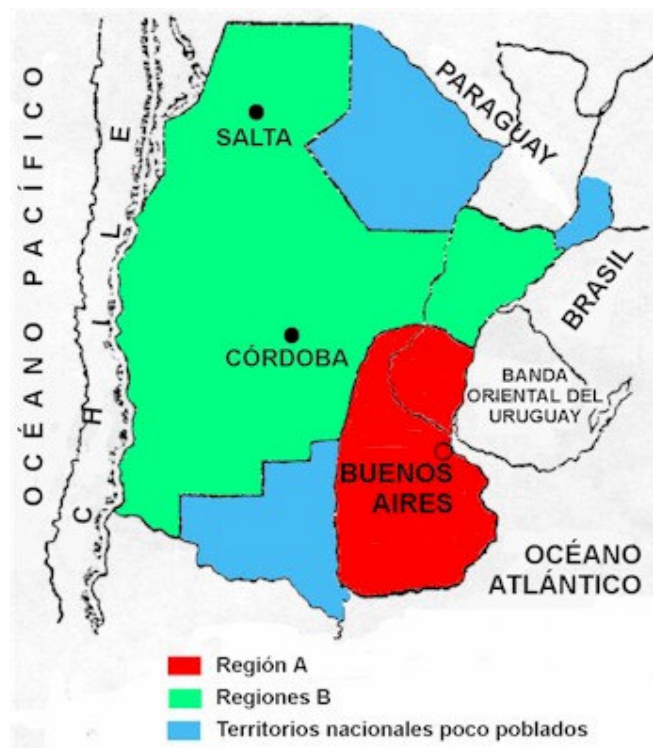 OCÉANO PACÍFICO
CHILE
SALTA
PARAGUAY
CÓRDOBA
BRASIL
BANDA
ORIENTAL DEL
URUGUAY
BUENOS
AIRES
OCÉANO
ATLÁNTICO
Región A
Regiones B
Territorios nacionales poco poblados